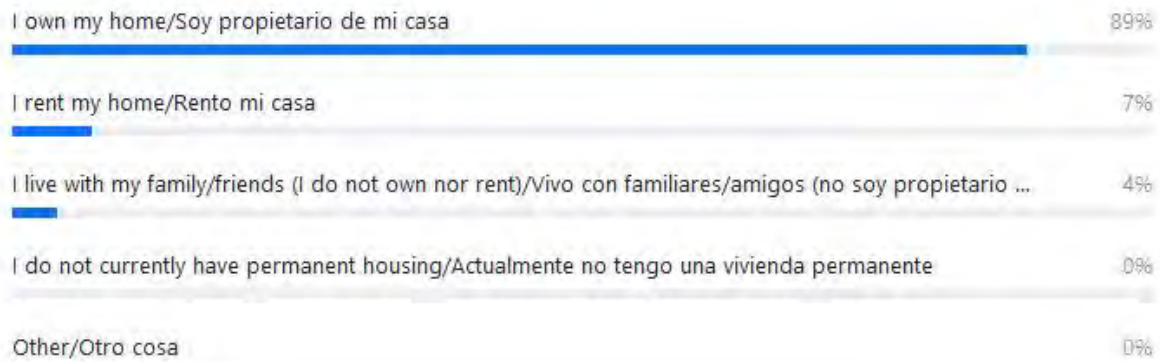 I own my home/Soy propietario de mi casa 89%
I rent my home/Rento mi casa 7%
I live with my family/friends (I do not own nor rent)/Vivo con familiares/amigos (no soy propietario ... 4%
I do not currently have permanent housing/Actualmente no tengo una vivienda permanente 0%
Other/Otro cosa 0%